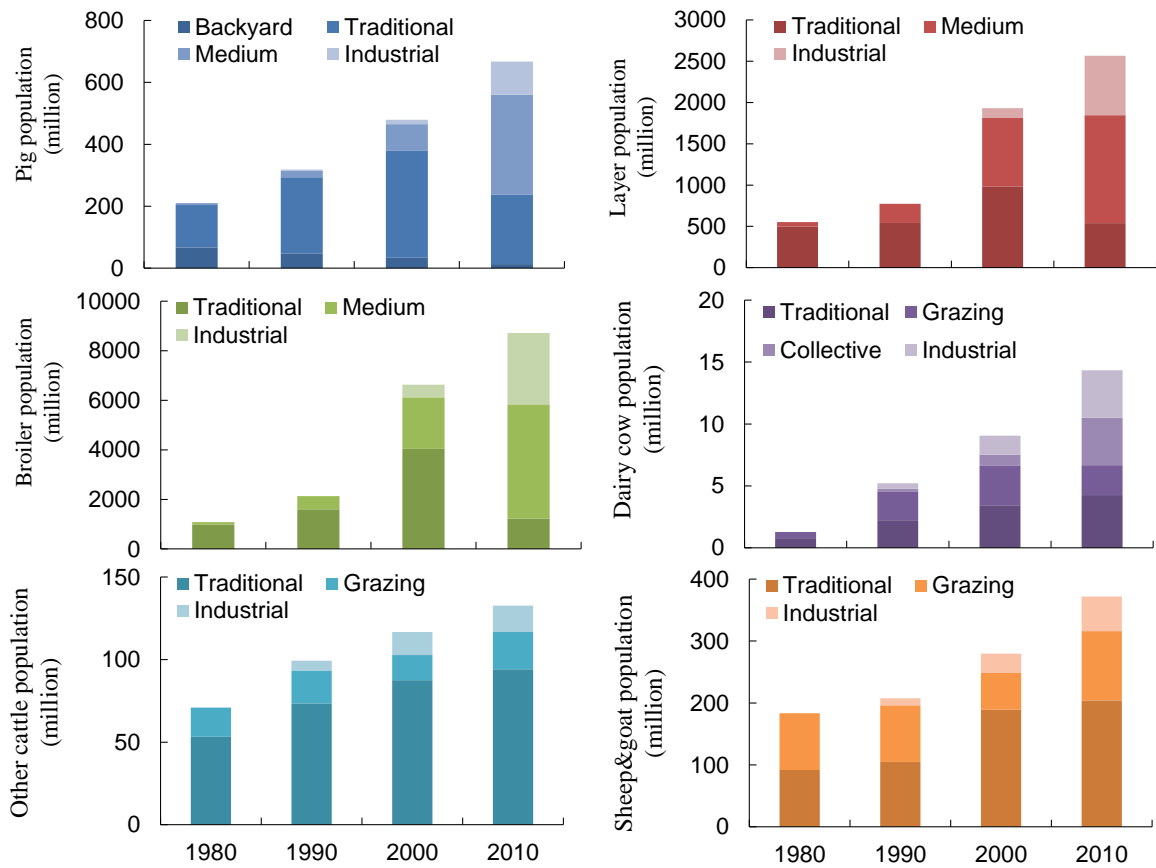 Pig population
(million)
800
600
400
200
0
Backyard Traditional
Medium Industrial
Layer population
(million)
3000
2500
2000
1500
1000
500
0
Traditional Medium
Industrial
Broiler population
(million)
10000
8000
6000
4000
2000
0
Traditional Medium
Industrial
Dairy cow population
(million)
20
15
10
5
0
Traditional Grazing
Collective Industrial
Other cattle population
(million)
150
100
50
0
Traditional Grazing
Industrial
1980 1990 2000 2010
Sheep&goat population
(million)
400
300
200
100
0
Traditional Grazing
Industrial
1980 1990 2000 2010